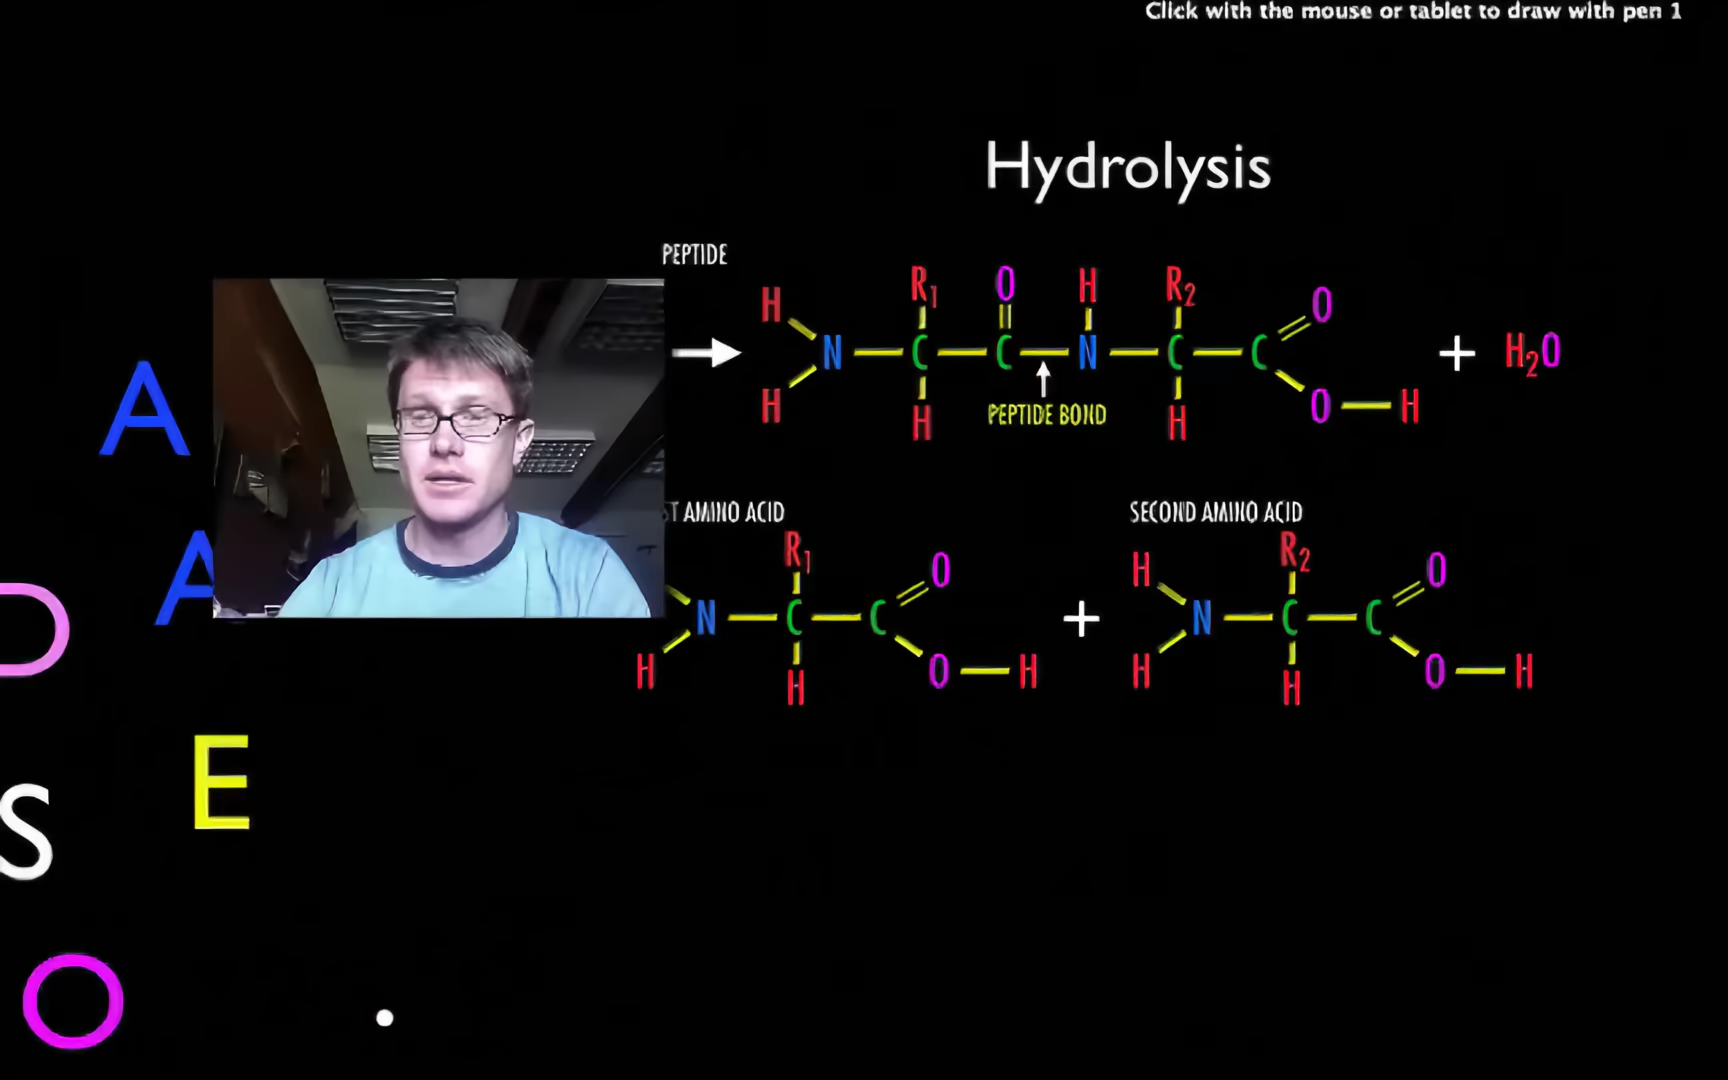 Click with the mouse or tablet to draw with pen 1
Hydrolysis
PEPTIDE
H R1 O H R2 O
N C C N C C + H2O
H H PEPTIDE BOND H O H
A
ST AMINO ACID SECOND AMINO ACID
A R1 O H R2 O
D N C C + N C C
H H O H H H O H
E
S
O